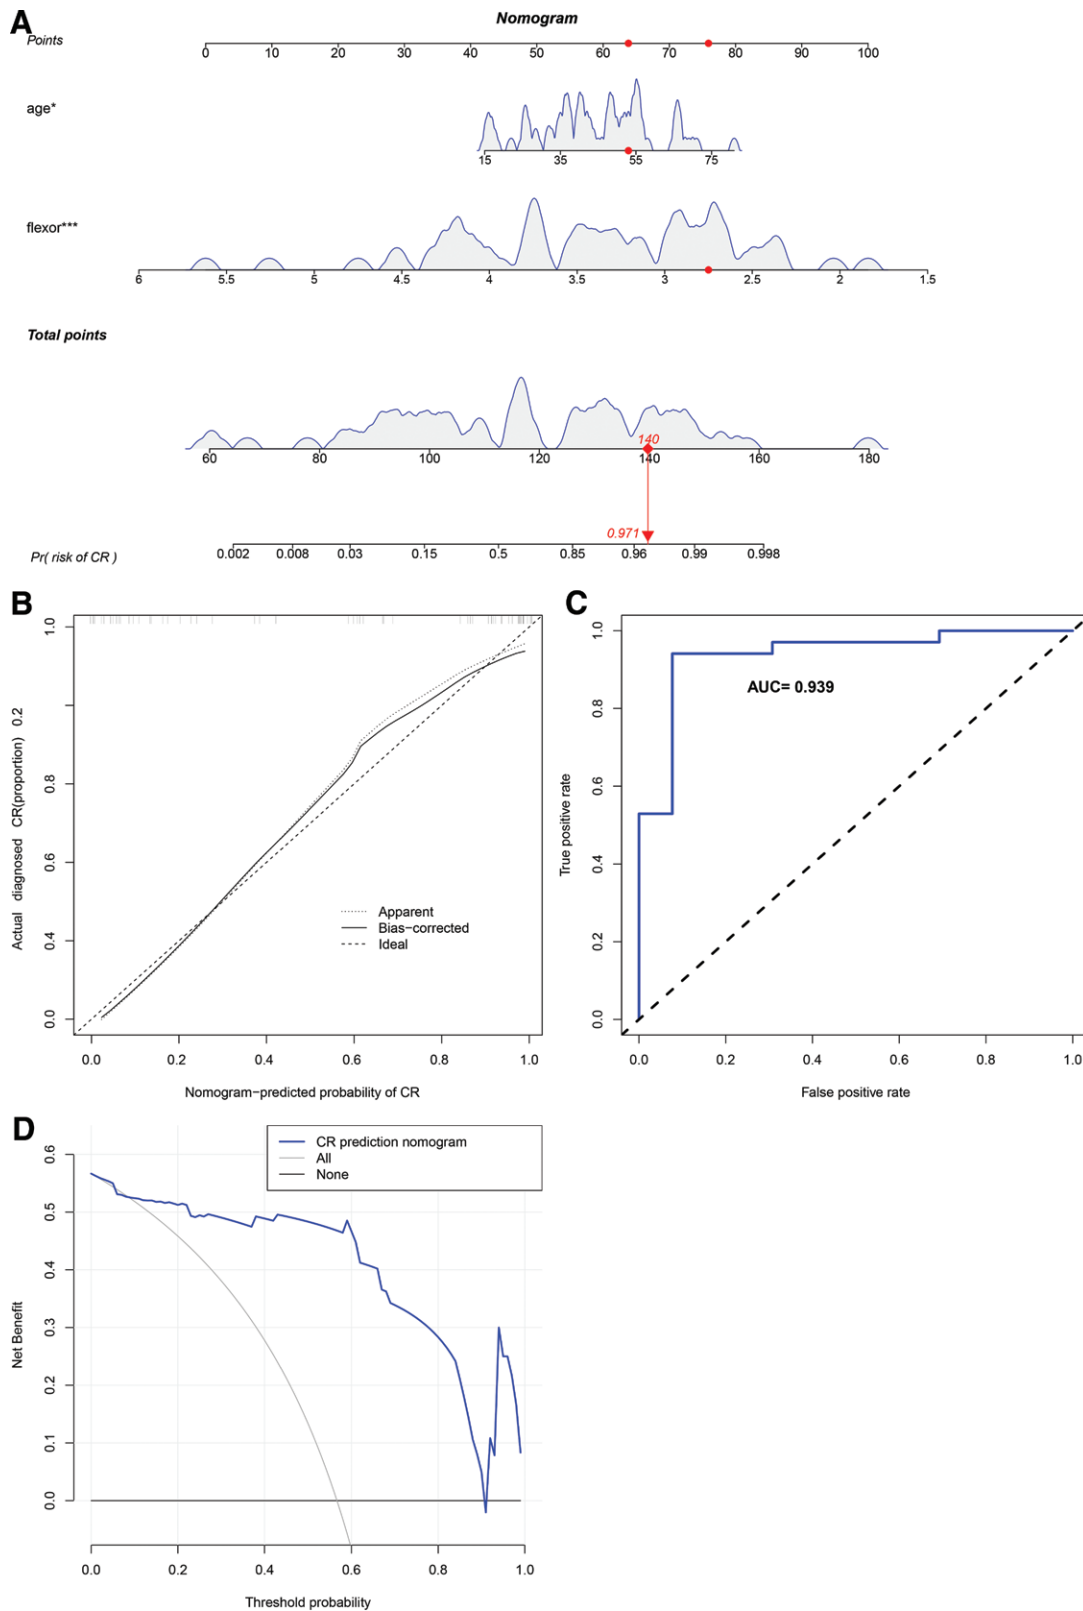 A
Nomogram
Points
0 10 20 30 40 50 60 70 80 90 100
age*
15 35 55 75
flexor***
6 5.5 5 4.5 4 3.5 3 2.5 2 1.5
Total points
140
60 80 100 120 140 160 180
0.971
Pr( risk of CR )
0.002 0.008 0.03 0.15 0.5 0.85 0.96 0.99 0.998
B
Actual diagnosed CR(proportion) 0.2
1.0
0.8
0.6
0.4
0.0
Apparent
Bias-corrected
Ideal
0.0 0.2 0.4 0.6 0.8 1.0
Nomogram-predicted probability of CR
C
True positive rate
1.0
0.8
0.6
0.4
0.2
0.0
AUC= 0.939
0.0 0.2 0.4 0.6 0.8 1.0
False positive rate
D
CR prediction nomogram
All
None
Net Benefit
0.6
0.5
0.4
0.3
0.2
0.1
0.0
0.0 0.2 0.4 0.6 0.8 1.0
Threshold probability